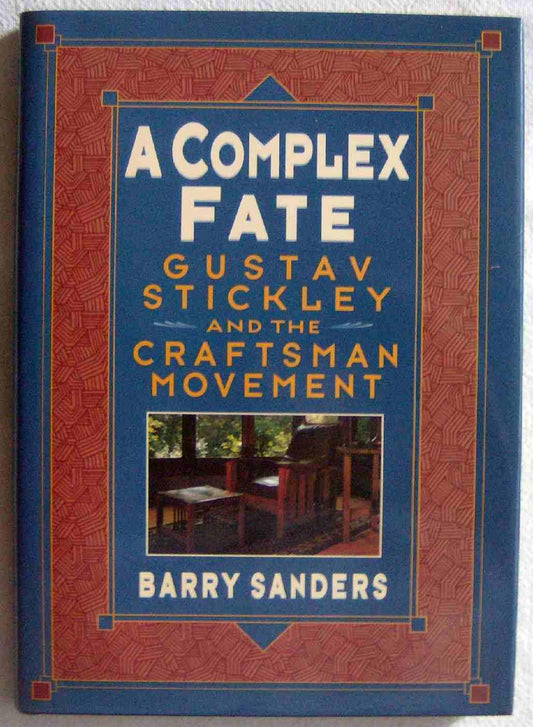 A COMPLEX
FATE
GUSTAV
STICKLEY
AND THE
CRAFTSMAN
MOVEMENT
BARRY SANDERS